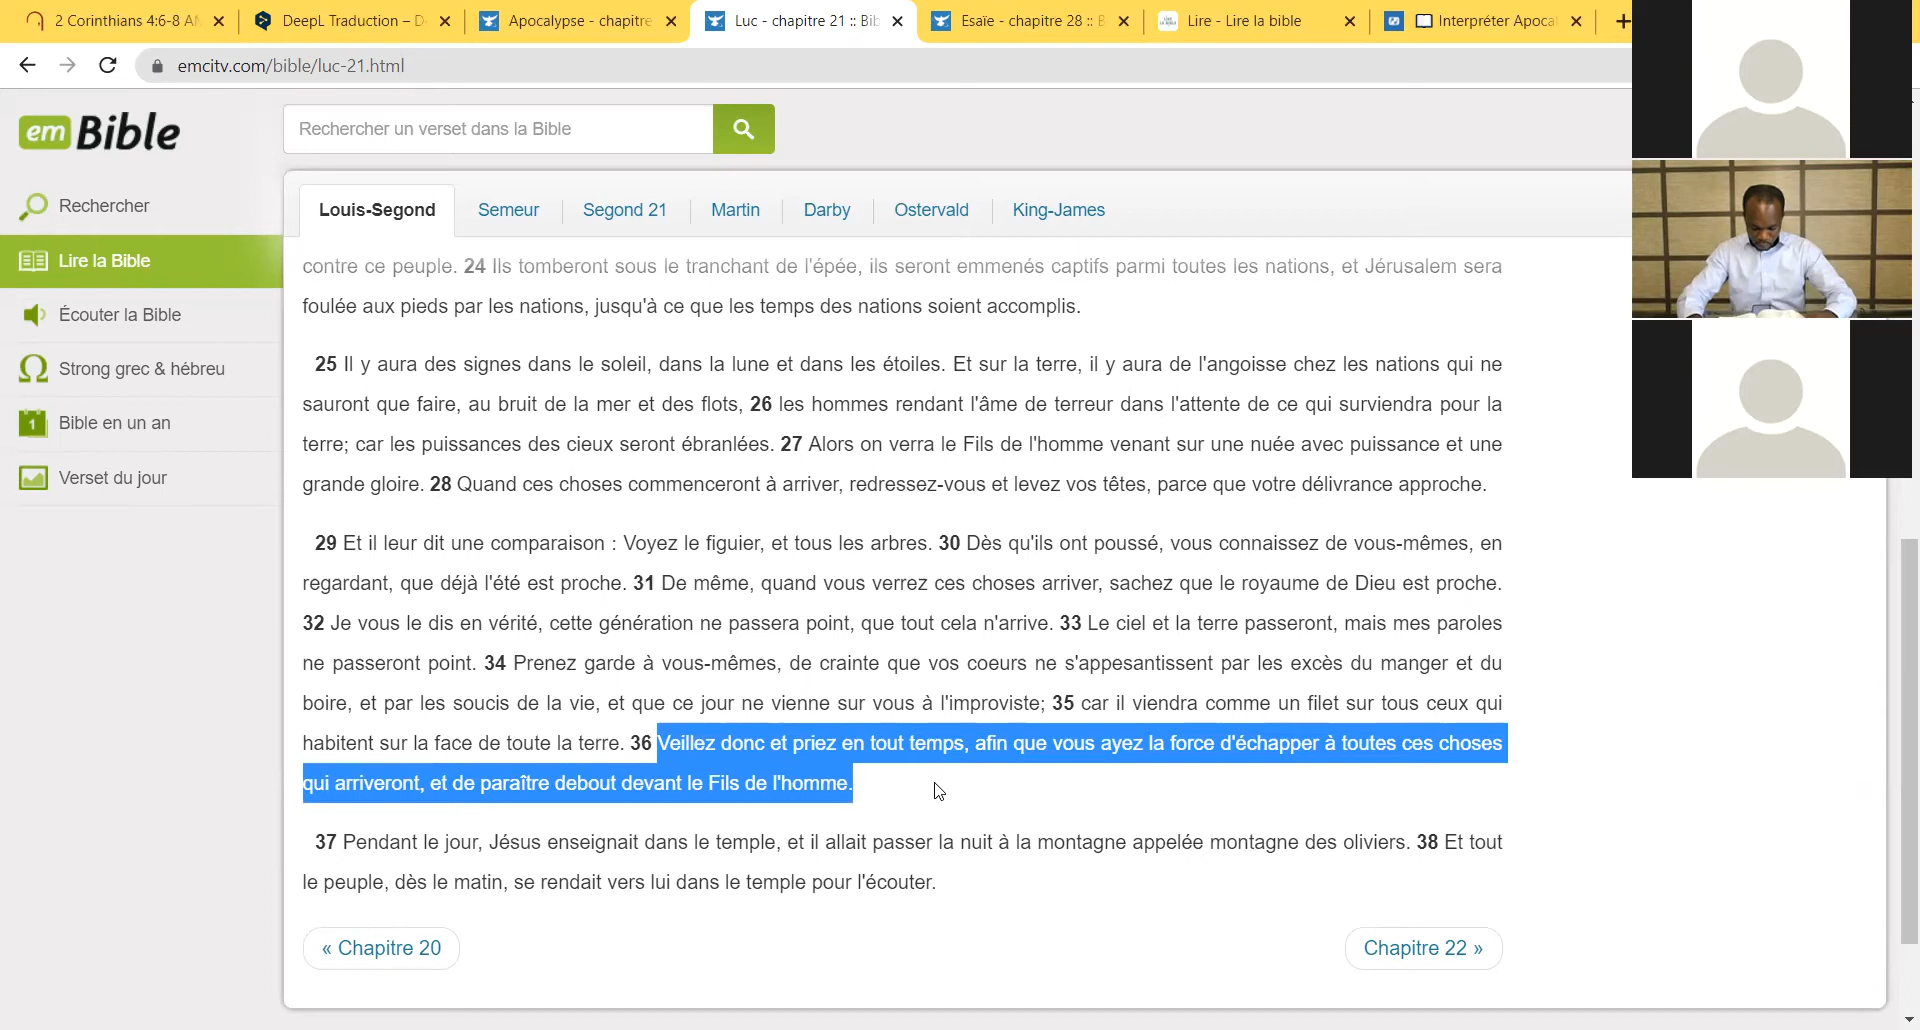 2 Corinthians 4:6-8 A
DeepL Traduction – D
Apocalypse - chapitre
Luc - chapitre 21 :: Bib
Esaïe - chapitre 28 :: B
Lire - Lire la bible
Interpréter Apoca
emcitv.com/bible/luc-21.html
em Bible
Rechercher un verset dans la Bible
Rechercher
Lire la Bible
Écouter la Bible
Strong grec & hébreu
1 Bible en un an
Verset du jour
Louis-Segond Semeur Segond 21 Martin Darby Ostervald King-James
contre ce peuple. 24 Ils tomberont sous le tranchant de l'épée, ils seront emmenés captifs parmi toutes les nations, et Jérusalem sera
foulée aux pieds par les nations, jusqu'à ce que les temps des nations soient accomplis.
25 Il y aura des signes dans le soleil, dans la lune et dans les étoiles. Et sur la terre, il y aura de l'angoisse chez les nations qui ne
sauront que faire, au bruit de la mer et des flots, 26 les hommes rendant l'âme de terreur dans l'attente de ce qui surviendra pour la
terre; car les puissances des cieux seront ébranlées. 27 Alors on verra le Fils de l'homme venant sur une nuée avec puissance et une
grande gloire. 28 Quand ces choses commenceront à arriver, redressez-vous et levez vos têtes, parce que votre délivrance approche.
29 Et il leur dit une comparaison : Voyez le figuier, et tous les arbres. 30 Dès qu'ils ont poussé, vous connaissez de vous-mêmes, en
regardant, que déjà l'été est proche. 31 De même, quand vous verrez ces choses arriver, sachez que le royaume de Dieu est proche.
32 Je vous le dis en vérité, cette génération ne passera point, que tout cela n'arrive. 33 Le ciel et la terre passeront, mais mes paroles
ne passeront point. 34 Prenez garde à vous-mêmes, de crainte que vos coeurs ne s'appesantissent par les excès du manger et du
boire, et par les soucis de la vie, et que ce jour ne vienne sur vous à l'improviste; 35 car il viendra comme un filet sur tous ceux qui
habitent sur la face de toute la terre. 36 Veillez donc et priez en tout temps, afin que vous ayez la force d'échapper à toutes ces choses
qui arriveront, et de paraître debout devant le Fils de l'homme.
37 Pendant le jour, Jésus enseignait dans le temple, et il allait passer la nuit à la montagne appelée montagne des oliviers. 38 Et tout
le peuple, dès le matin, se rendait vers lui dans le temple pour l'écouter.
« Chapitre 20
Chapitre 22 »